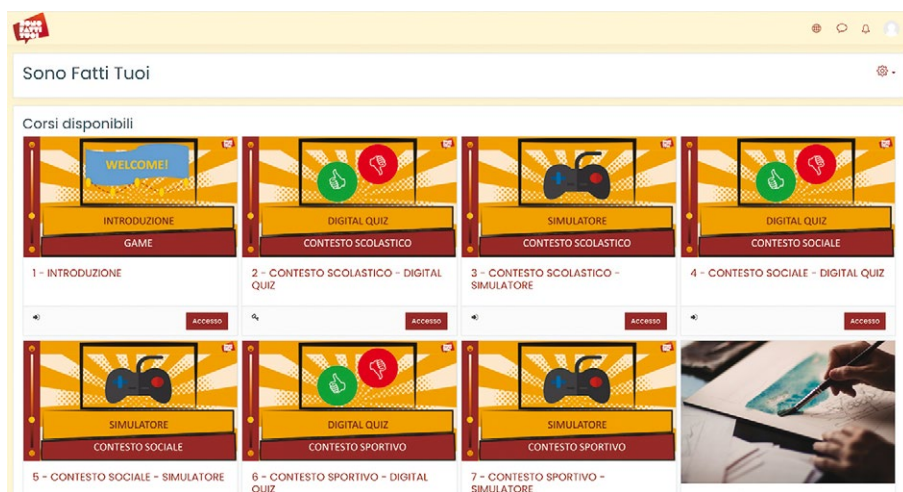 SONO
FATTI
TUOI
Sono Fatti Tuoi
Corsi disponibili
WELCOME!
INTRODUZIONE
GAME
1 - INTRODUZIONE
Accesso
DIGITAL QUIZ
CONTESTO SCOLASTICO
2 - CONTESTO SCOLASTICO - DIGITAL
QUIZ
Accesso
SIMULATORE
CONTESTO SCOLASTICO
3 - CONTESTO SCOLASTICO -
SIMULATORE
Accesso
DIGITAL QUIZ
CONTESTO SOCIALE
4 - CONTESTO SOCIALE - DIGITAL QUIZ
Accesso
SIMULATORE
CONTESTO SOCIALE
5 - CONTESTO SOCIALE - SIMULATORE
DIGITAL QUIZ
CONTESTO SPORTIVO
6 - CONTESTO SPORTIVO - DIGITAL
QUIZ
SIMULATORE
CONTESTO SPORTIVO
7 - CONTESTO SPORTIVO -
SIMULATORE